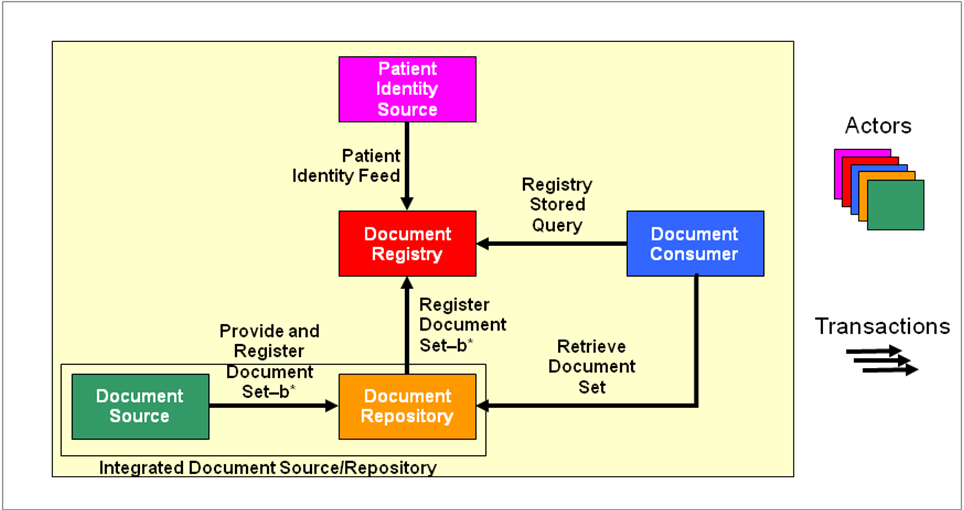 Patient
Identity
Source
Actors
Patient
Identity Feed
Registry
Stored
Query
Document
Registry
Document
Consumer
Register
Document
Set–b*
Provide and
Register
Document
Set–b*
Retrieve
Document
Set
Transactions
Document
Source
Document
Repository
Integrated Document Source/Repository